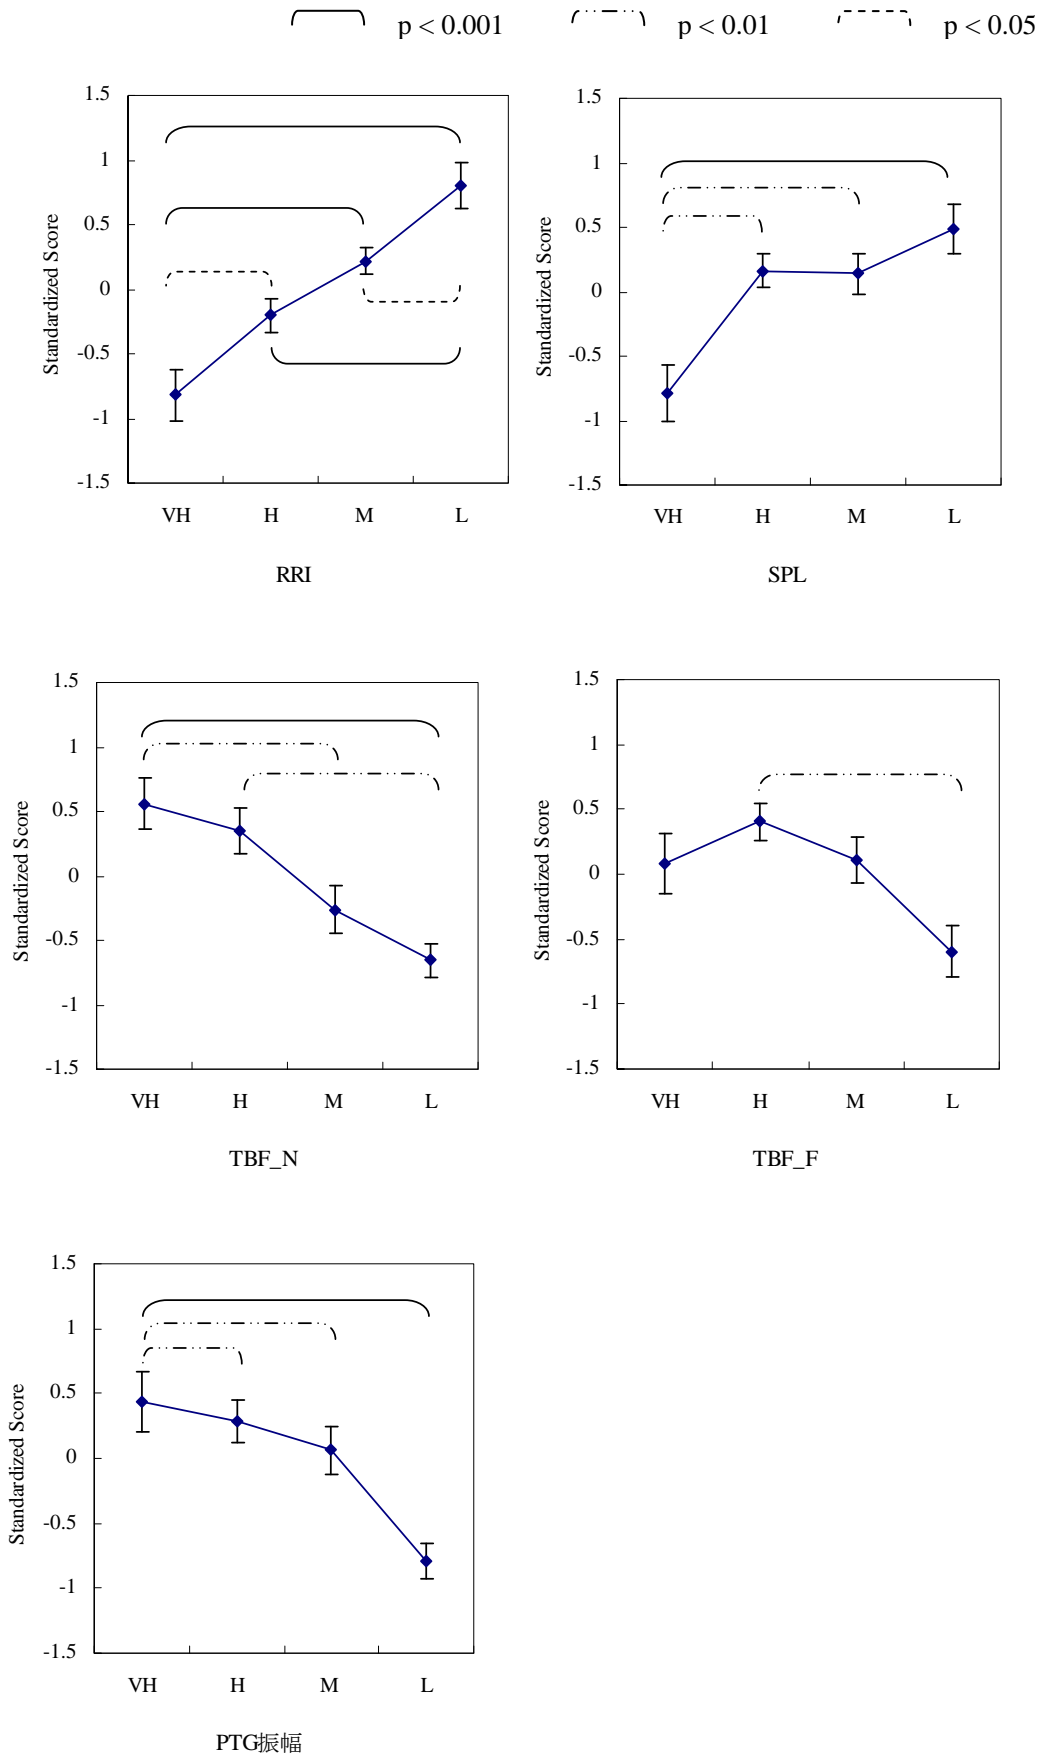 p < 0.001 p < 0.01 p < 0.05
1.5
1
0.5
0
-0.5
-1
-1.5
Standardized Score
VH H M L
RRI
1.5
1
0.5
0
-0.5
-1
-1.5
Standardized Score
VH H M L
SPL
1.5
1
0.5
0
-0.5
-1
-1.5
Standardized Score
VH H M L
TBF_N
1.5
1
0.5
0
-0.5
-1
-1.5
Standardized Score
VH H M L
TBF_F
1.5
1
0.5
0
-0.5
-1
-1.5
Standardized Score
VH H M L
PTG振幅